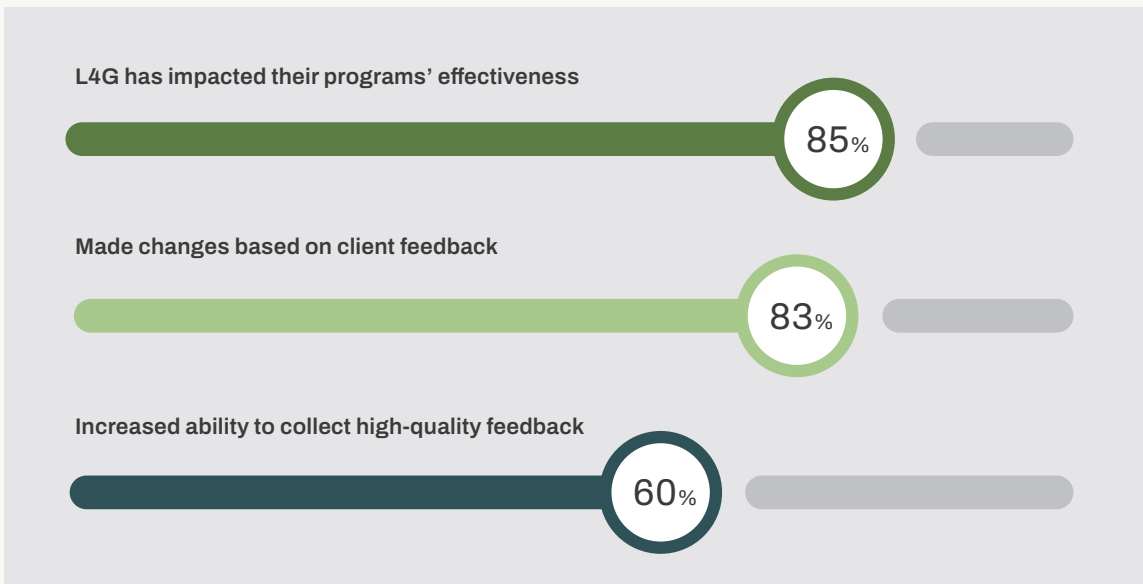 L4G has impacted their programs’ effectiveness
85%
Made changes based on client feedback
83%
Increased ability to collect high-quality feedback
60%